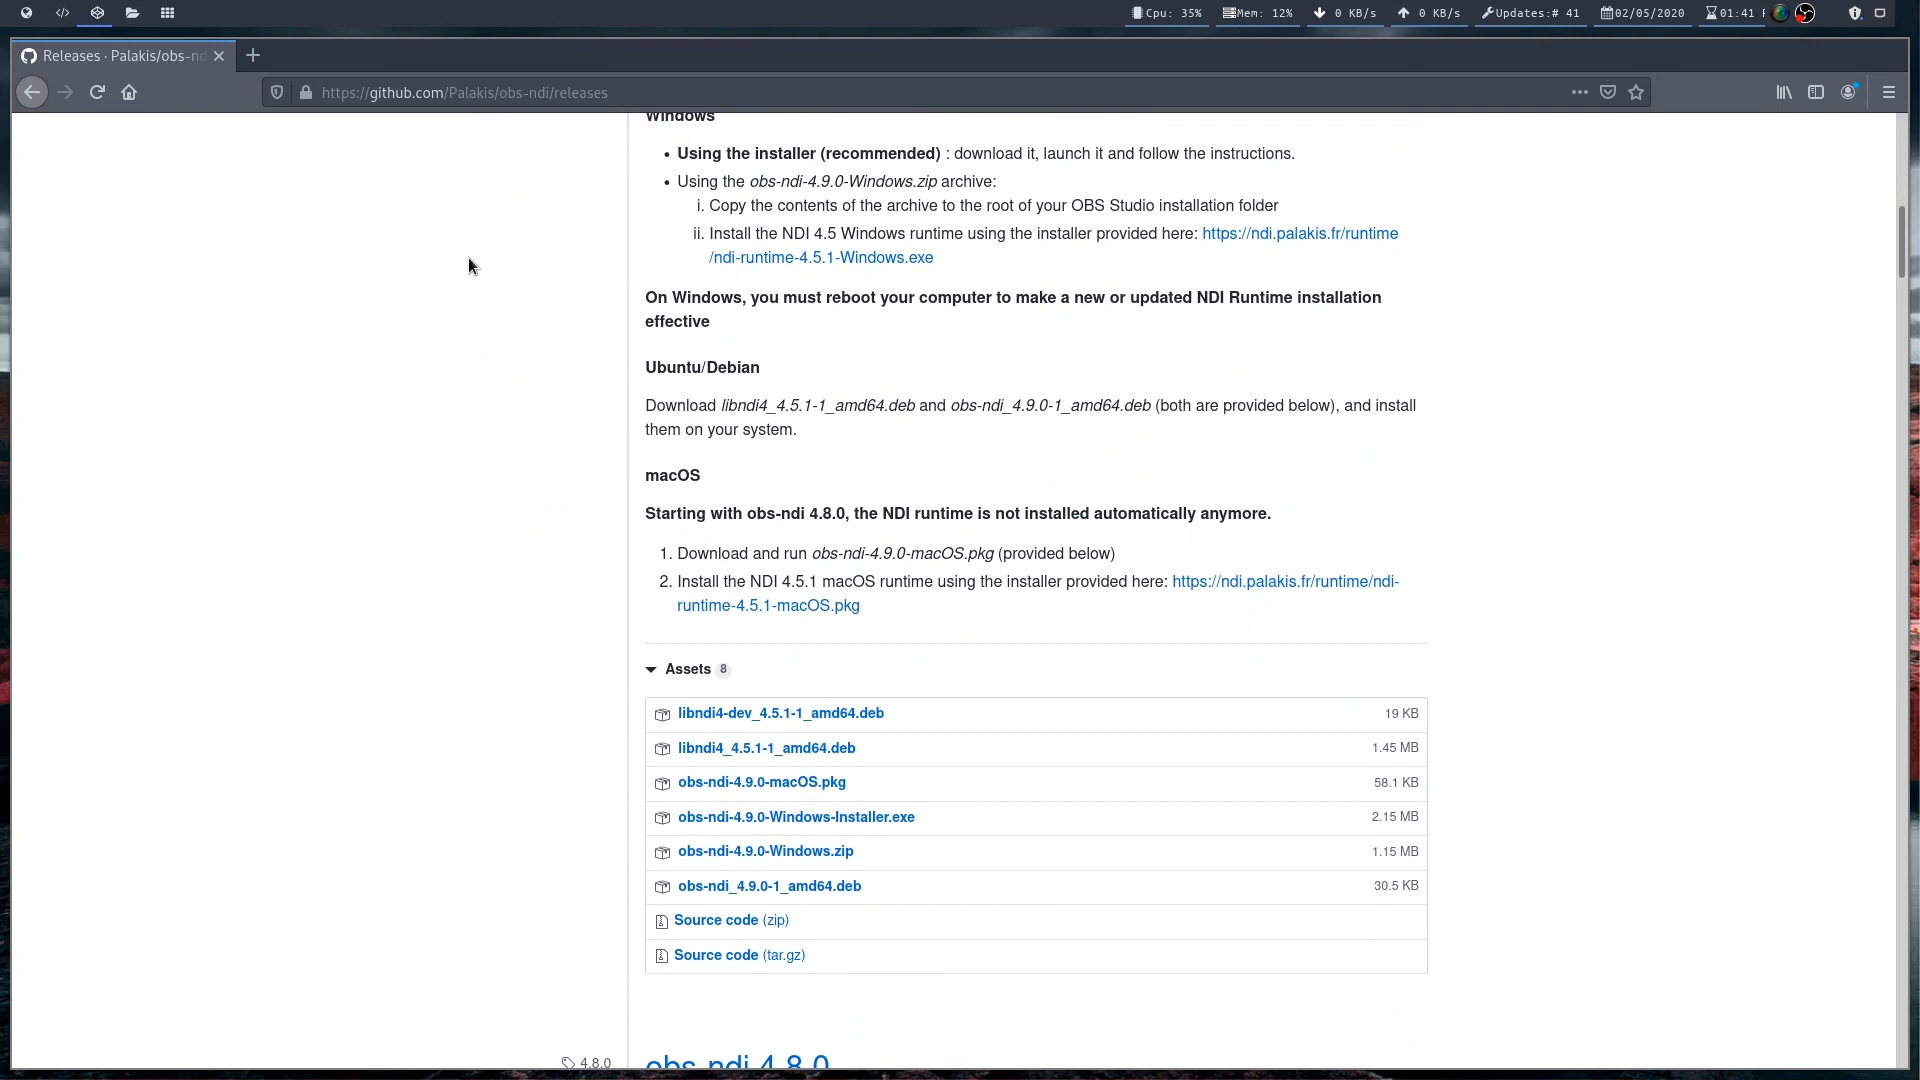 Cpu: 35% Mem: 12% 0 KB/s 0 KB/s Updates:# 41 02/05/2020 01:41
Releases · Palakis/obs-nd
https://github.com/Palakis/obs-ndi/releases
Windows
• Using the installer (recommended) : download it, launch it and follow the instructions.
• Using the obs-ndi-4.9.0-Windows.zip archive:
i. Copy the contents of the archive to the root of your OBS Studio installation folder
ii. Install the NDI 4.5 Windows runtime using the installer provided here: https://ndi.palakis.fr/runtime
/ndi-runtime-4.5.1-Windows.exe
On Windows, you must reboot your computer to make a new or updated NDI Runtime installation
effective
Ubuntu/Debian
Download libndi4_4.5.1-1_amd64.deb and obs-ndi_4.9.0-1_amd64.deb (both are provided below), and install
them on your system.
macOS
Starting with obs-ndi 4.8.0, the NDI runtime is not installed automatically anymore.
1. Download and run obs-ndi-4.9.0-macOS.pkg (provided below)
2. Install the NDI 4.5.1 macOS runtime using the installer provided here: https://ndi.palakis.fr/runtime/ndi-
runtime-4.5.1-macOS.pkg
Assets 8
libndi4-dev_4.5.1-1_amd64.deb 19 KB
libndi4_4.5.1-1_amd64.deb 1.45 MB
obs-ndi-4.9.0-macOS.pkg 58.1 KB
obs-ndi-4.9.0-Windows-Installer.exe 2.15 MB
obs-ndi-4.9.0-Windows.zip 1.15 MB
obs-ndi_4.9.0-1_amd64.deb 30.5 KB
Source code (zip)
Source code (tar.gz)
4.8.0 obs-ndi 4.8.0